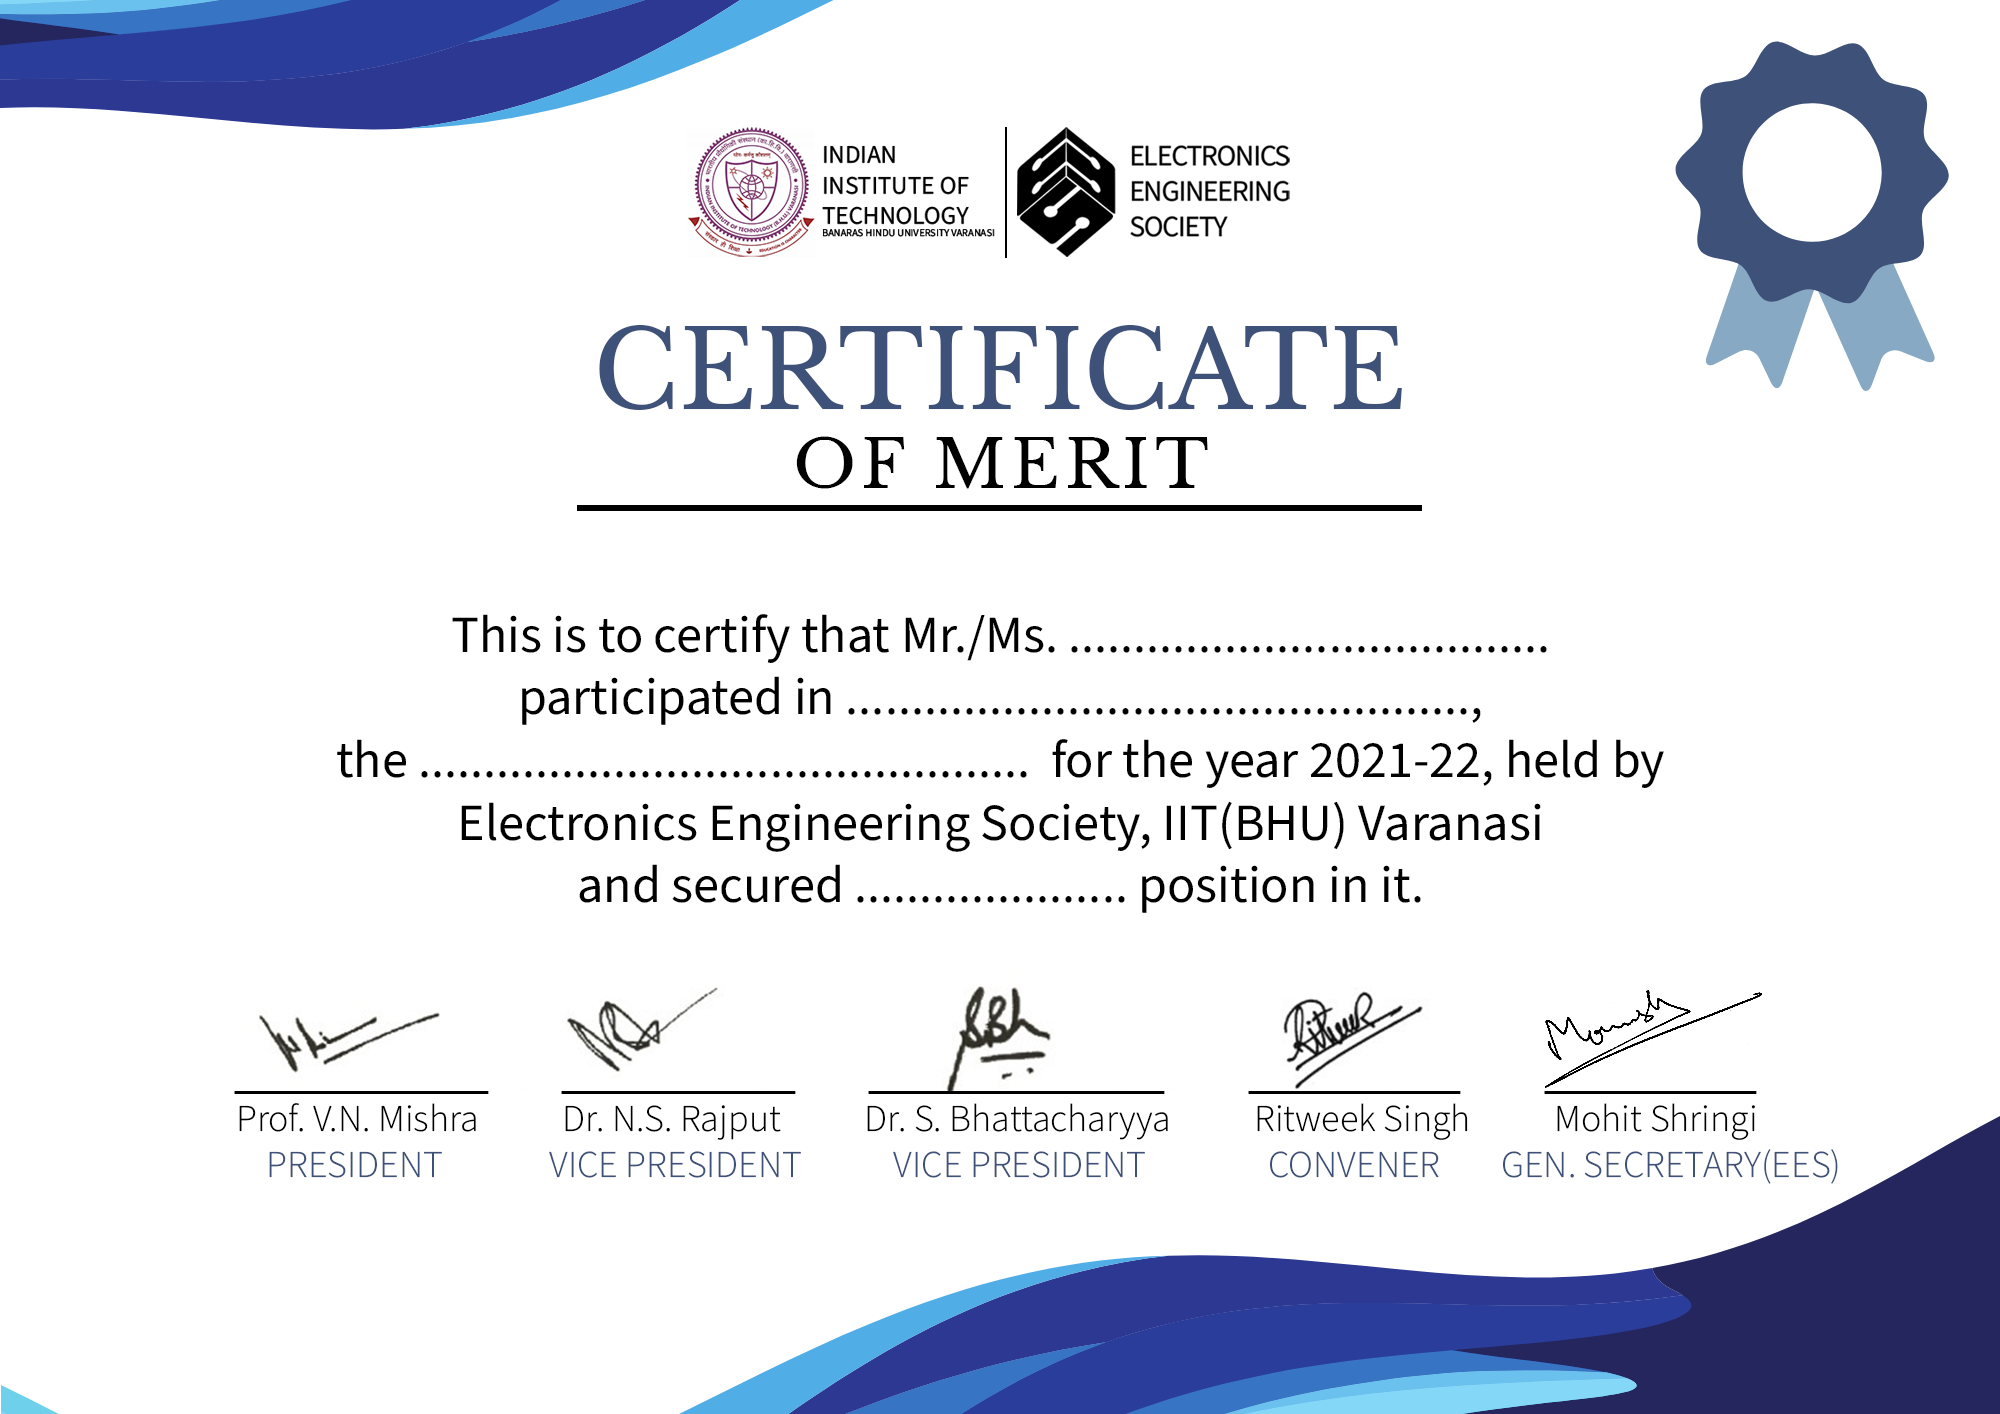 INDIAN
INSTITUTE OF
TECHNOLOGY
BANARAS HINDU UNIVERSITY VARANASI
ELECTRONICS
ENGINEERING
SOCIETY
CERTIFICATE
OF MERIT
This is to certify that Mr./Ms. .....................................
participated in ................................................,
the ............................................... for the year 2021-22, held by
Electronics Engineering Society, IIT(BHU) Varanasi
and secured ..................... position in it.
Prof. V.N. Mishra
PRESIDENT
Dr. N.S. Rajput
VICE PRESIDENT
Dr. S. Bhattacharyya
VICE PRESIDENT
Ritweek Singh
CONVENER
Mohit Shringi
GEN. SECRETARY(EES)